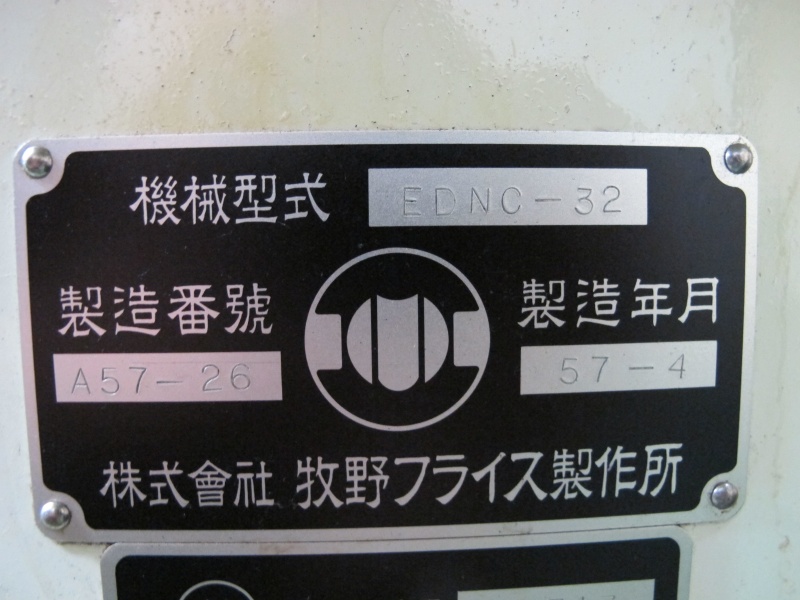 機械型式 EDNC-32
製造番號 製造年月
A57-26 57-4
株式會社 牧野フライス製作所